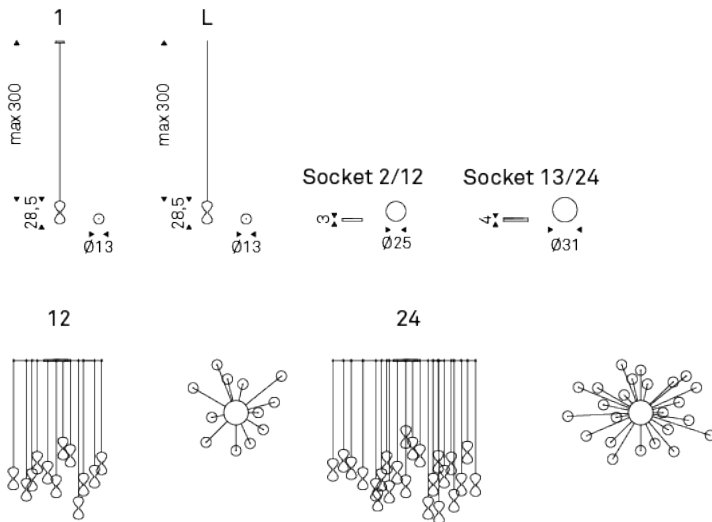 1
L
max 300
max 300
28,5
Ø13
28,5
Ø13
Socket 2/12
Socket 13/24
3
Ø25
4
Ø31
12
24